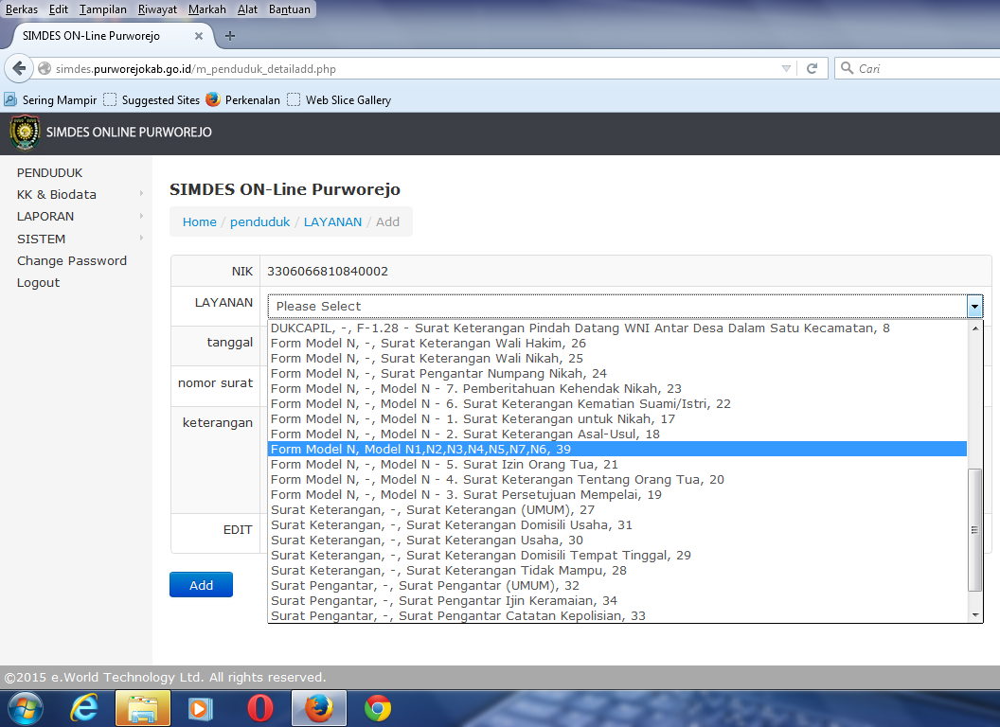 Berkas Edit Tampilan Riwayat Markah Alat Bantuan
SIMDES ON-Line Purworejo
simdes.purworejokab.go.id/m_penduduk_detailadd.php
Cari
Sering Mampir Suggested Sites Perkenalan Web Slice Gallery
SIMDES ONLINE PURWOREJO
PENDUDUK
KK & Biodata
LAPORAN
SISTEM
Change Password
Logout
SIMDES ON-Line Purworejo
Home / penduduk / LAYANAN / Add
NIK 3306066810840002
LAYANAN Please Select
tanggal
nomor surat
keterangan
EDIT
DUKCAPIL, -, F-1.28 - Surat Keterangan Pindah Datang WNI Antar Desa Dalam Satu Kecamatan, 8
Form Model N, -, Surat Keterangan Wali Hakim, 26
Form Model N, -, Surat Keterangan Wali Nikah, 25
Form Model N, -, Surat Pengantar Numpang Nikah, 24
Form Model N, -, Model N - 7. Pemberitahuan Kehendak Nikah, 23
Form Model N, -, Model N - 6. Surat Keterangan Kematian Suami/Istri, 22
Form Model N, -, Model N - 1. Surat Keterangan untuk Nikah, 17
Form Model N, -, Model N - 2. Surat Keterangan Asal-Usul, 18
Form Model N, Model N1,N2,N3,N4,N5,N7,N6, 39
Form Model N, -, Model N - 5. Surat Izin Orang Tua, 21
Form Model N, -, Model N - 4. Surat Keterangan Tentang Orang Tua, 20
Form Model N, -, Model N - 3. Surat Persetujuan Mempelai, 19
Surat Keterangan, -, Surat Keterangan (UMUM), 27
Surat Keterangan, -, Surat Keterangan Domisili Usaha, 31
Surat Keterangan, -, Surat Keterangan Usaha, 30
Surat Keterangan, -, Surat Keterangan Domisili Tempat Tinggal, 29
Surat Keterangan, -, Surat Keterangan Tidak Mampu, 28
Surat Pengantar, -, Surat Pengantar (UMUM), 32
Surat Pengantar, -, Surat Pengantar Ijin Keramaian, 34
Surat Pengantar, -, Surat Pengantar Catatan Kepolisian, 33
Add
©2015 e.World Technology Ltd. All rights reserved.